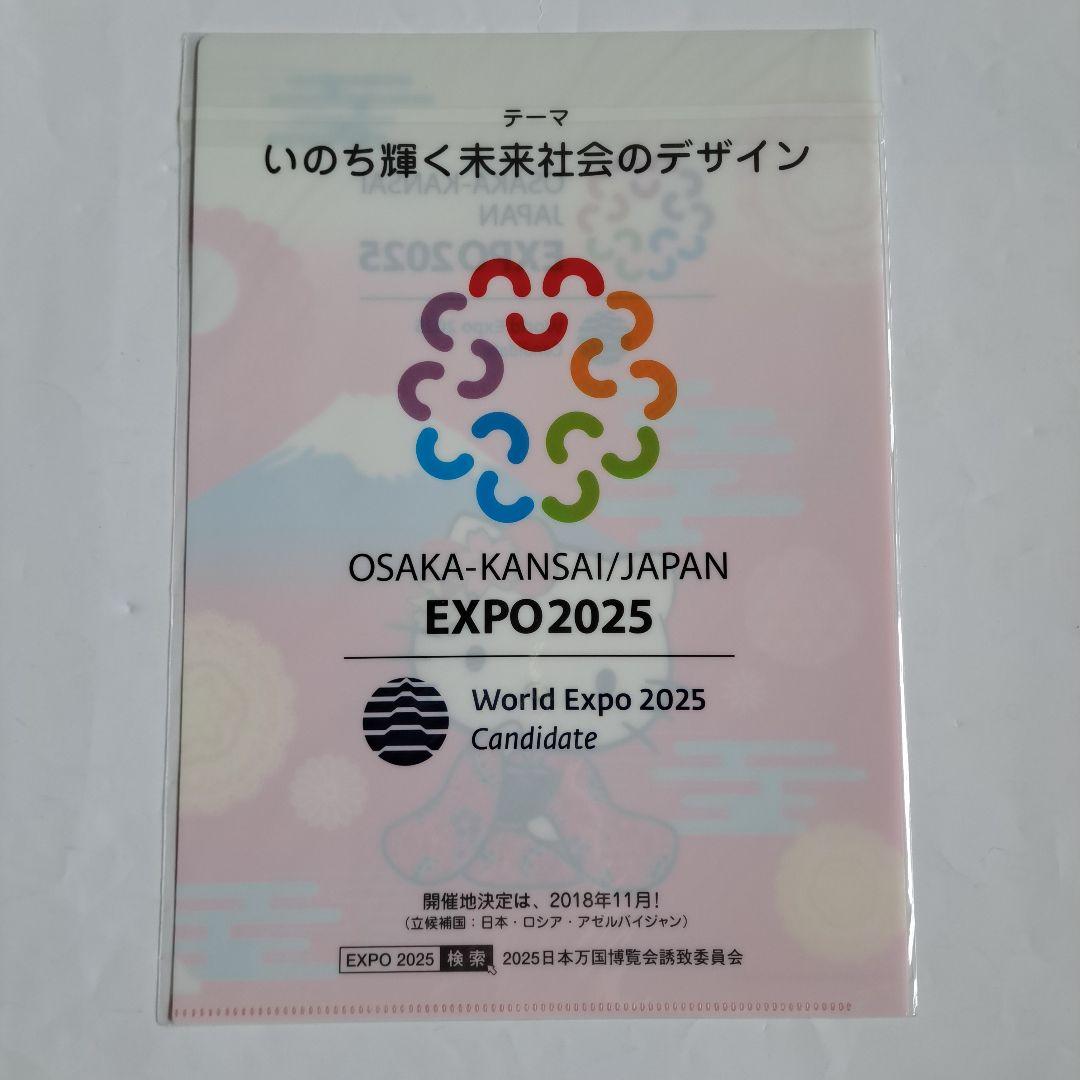 テーマ
いのち輝く未来社会のデザイン
OSAKA-KANSAI
JAPAN
EXPO2025
OSAKA-KANSAI/JAPAN
EXPO2025
World Expo 2025
Candidate
開催地決定は、2018年11月!
(立候補国:日本・ロシア・アゼルバイジャン)
EXPO 2025 検索 2025日本万国博覧会誘致委員会